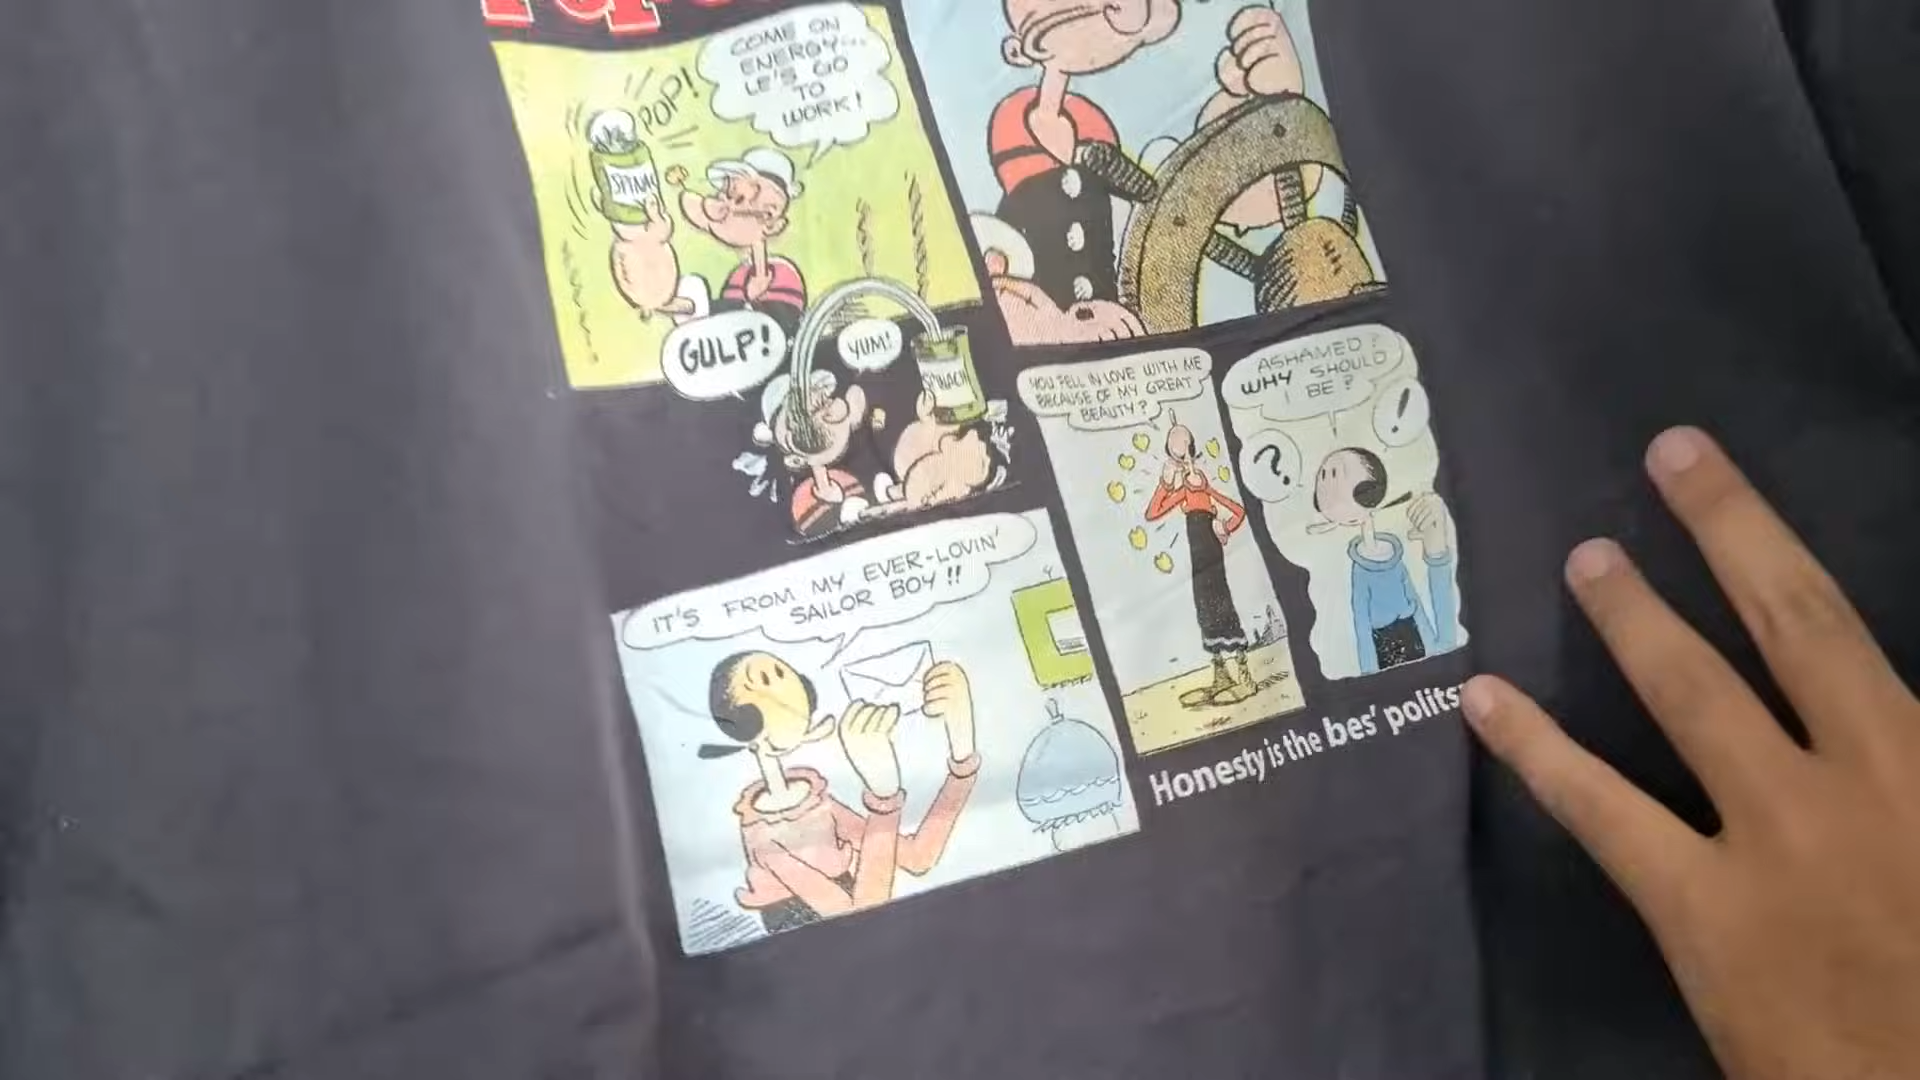 COME ON
ENERGY...
LE'S GO
TO
WORK!
POP!
GULP!
YUM!
SPINACH
YOU FELL IN LOVE WITH ME
BECAUSE OF MY GREAT
BEAUTY?
ASHAMED?
WHY SHOULD
I BE?
?
!
IT'S FROM MY EVER-LOVIN'
SAILOR BOY!!
Honesty is the bes' polits